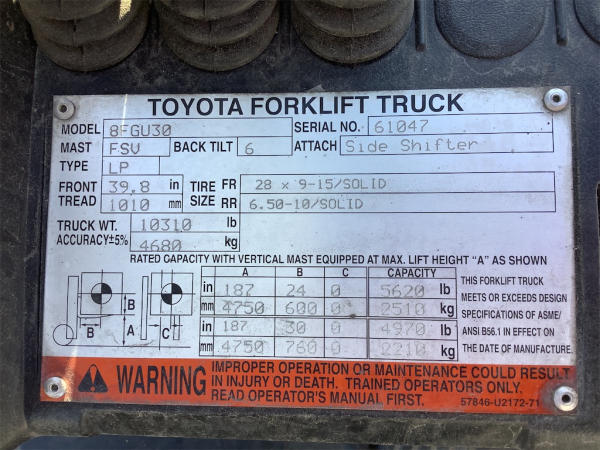 TOYOTA FORKLIFT TRUCK
MODEL 8FGU30 SERIAL NO. 61047
MAST FSV BACK TILT 6 ATTACH Side Shifter
TYPE LP
FRONT 39.8 in TIRE FR 28 x 9-15/SOLID
TREAD 1010 mm SIZE RR 6.50-10/SOLID
TRUCK WT. 10310 lb
ACCURACY±5% 4680 kg
RATED CAPACITY WITH VERTICAL MAST EQUIPPED AT MAX. LIFT HEIGHT "A" AS SHOWN
A B C CAPACITY
in 187 24 0 5620 lb
mm 4750 600 0 2510 kg
in 187 30 0 4970 lb
mm 4750 760 0 2210 kg
B
B A C
THIS FORKLIFT TRUCK
MEETS OR EXCEEDS DESIGN
SPECIFICATIONS OF ASME/
ANSI B56.1 IN EFFECT ON
THE DATE OF MANUFACTURE.
WARNING
IMPROPER OPERATION OR MAINTENANCE COULD RESULT
IN INJURY OR DEATH. TRAINED OPERATORS ONLY.
READ OPERATOR'S MANUAL FIRST.
57846-U2172-71